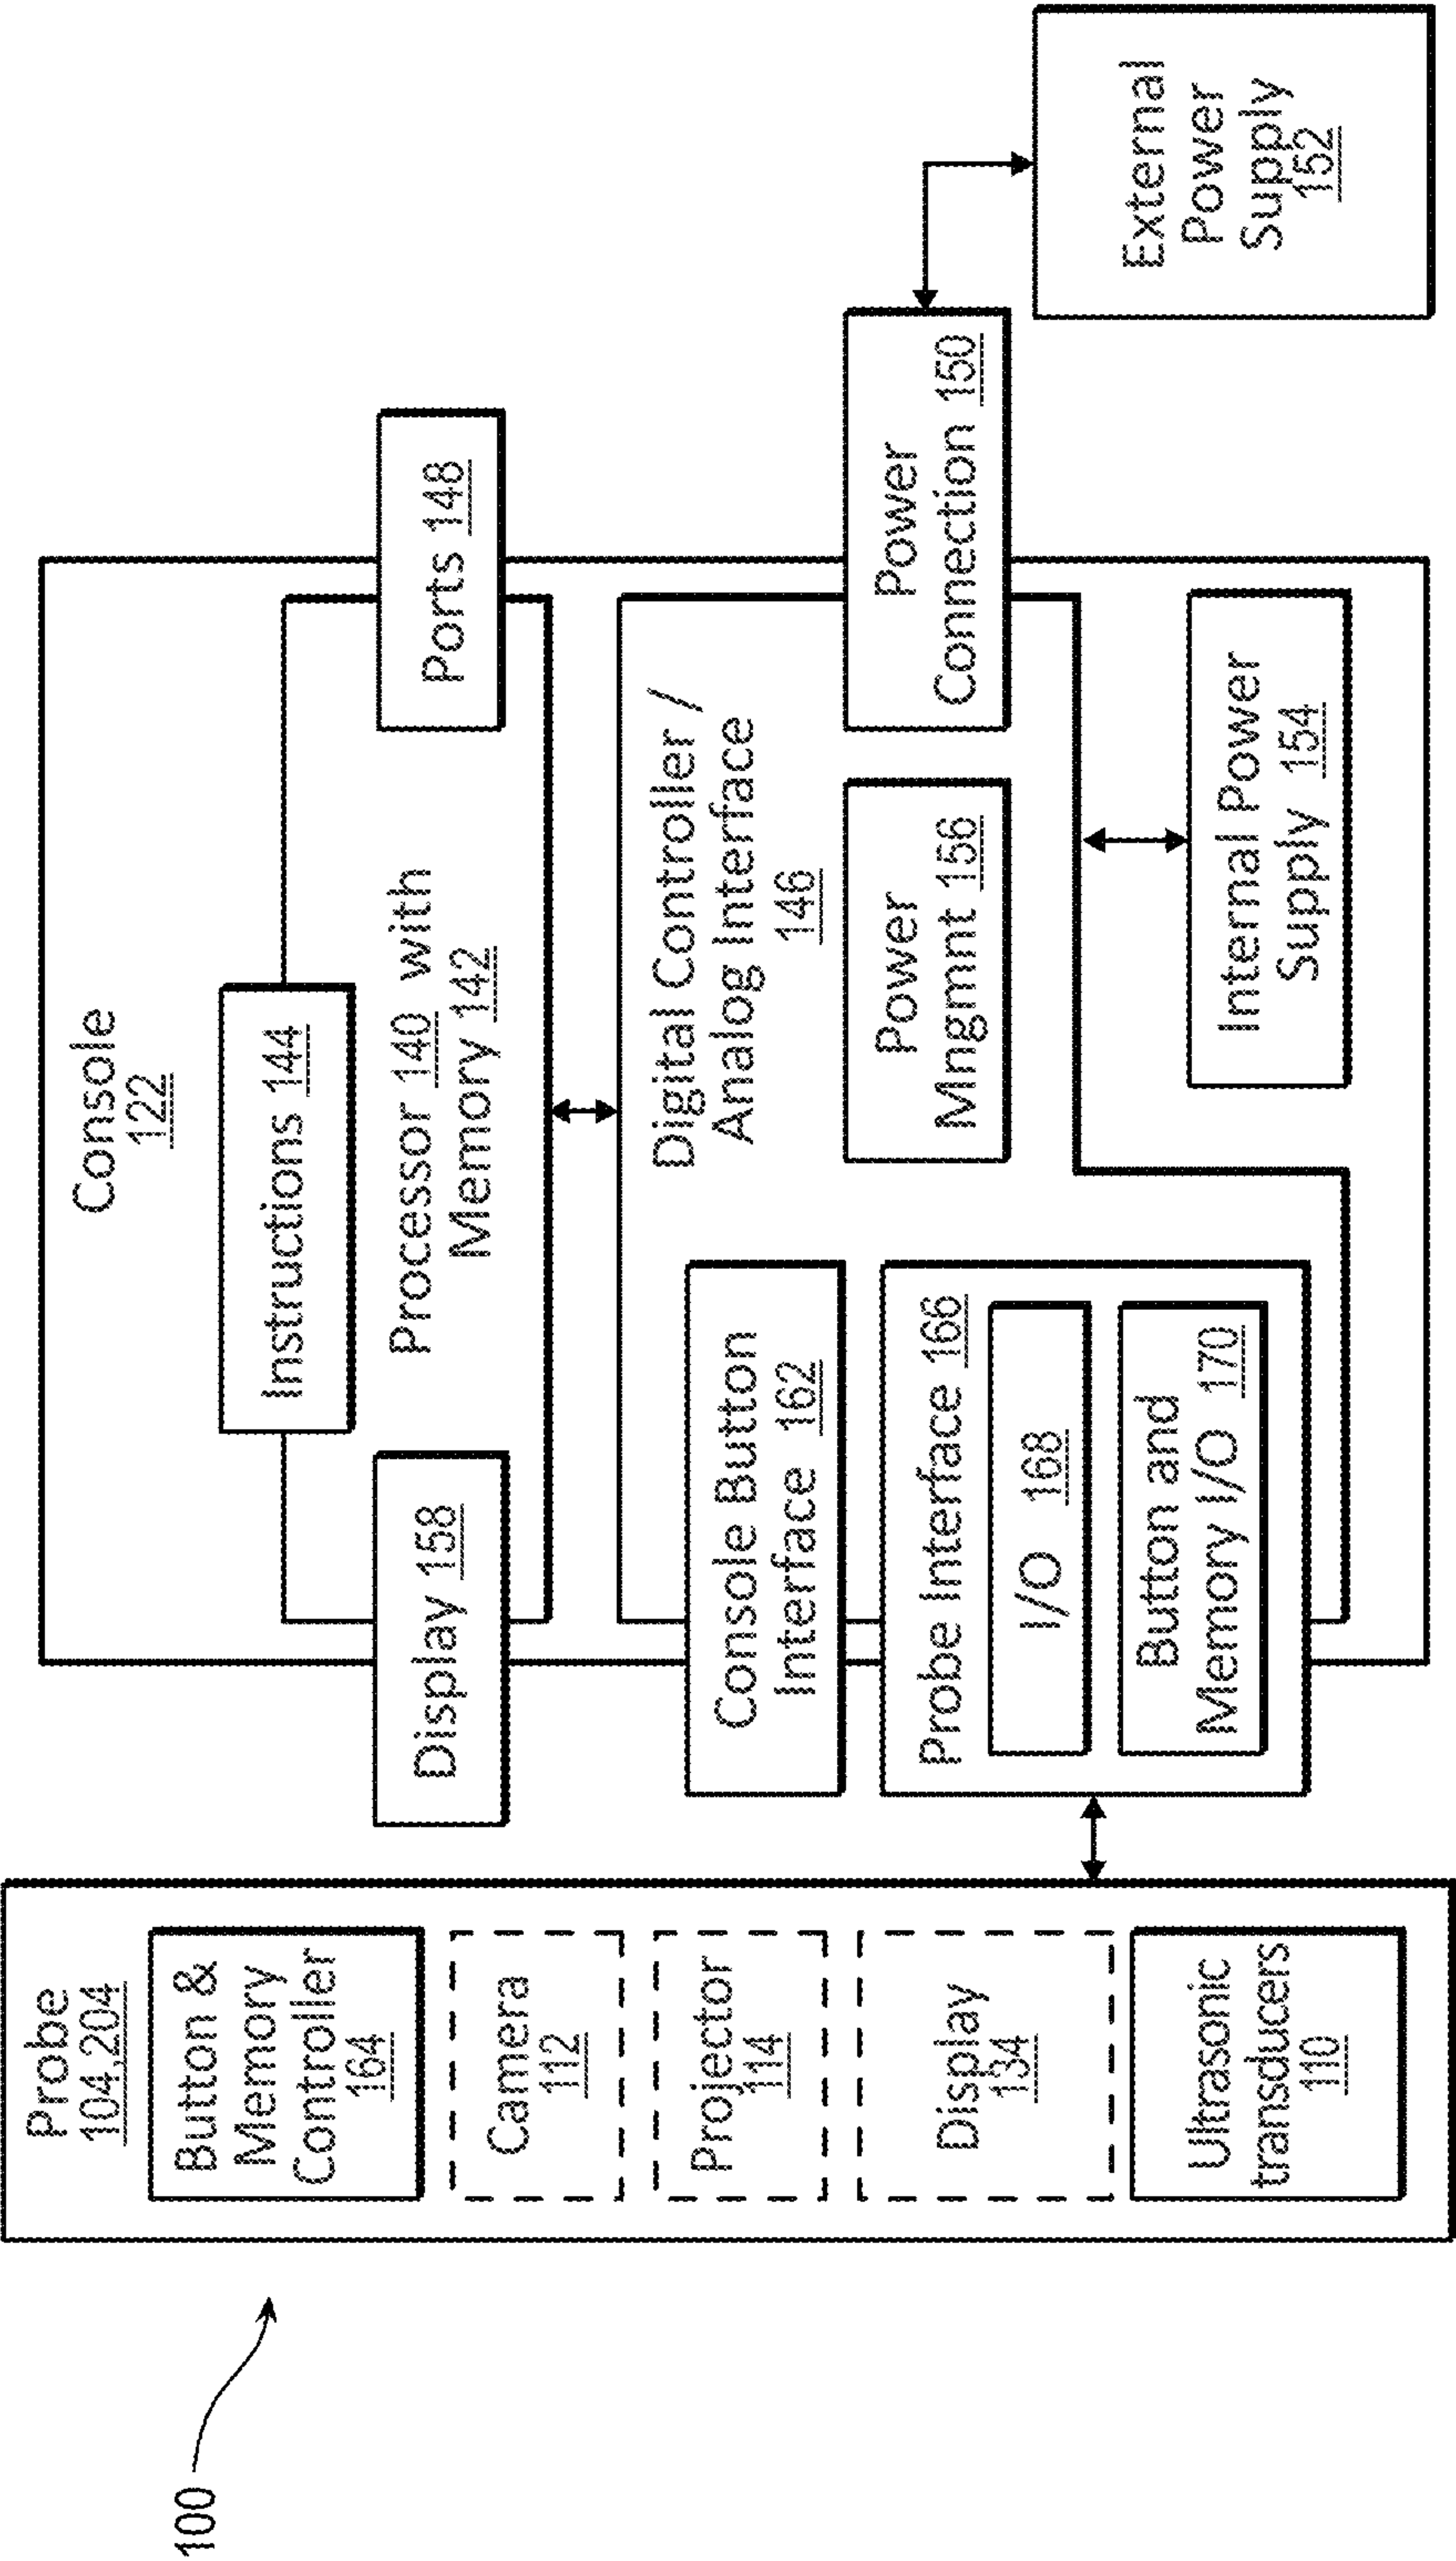 100
Probe
104,204
Button &
Memory
Controller
164
Camera
112
Projector
114
Display
134
Ultrasonic
transducers
110
Console
122
Instructions 144
Display 158
Processor 140 with
Memory 142
Ports 148
Digital Controller /
Analog Interface
146
Console Button
Interface 162
Power
Mngmnt 156
Power
Connection 150
Probe Interface 166
I/O 168
Button and
Memory I/O 170
Internal Power
Supply 154
External
Power
Supply
152